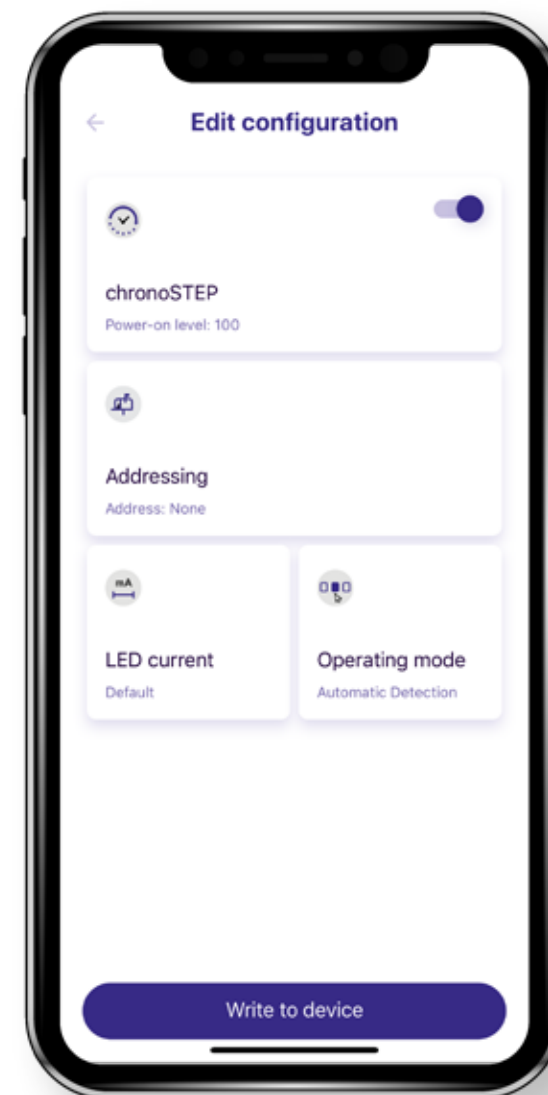 Edit configuration
chronoSTEP
Power-on level: 100
Addressing
Address: None
mA
LED current
Default
Operating mode
Automatic Detection
Write to device